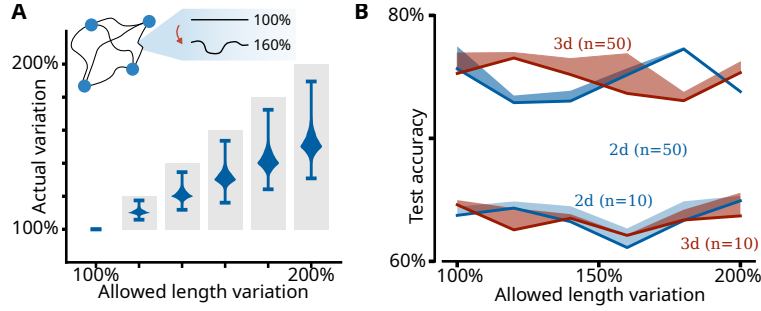 A
100%
160%
200%
100%
Actual variation
100%
200%
Allowed length variation
B
80%
60%
Test accuracy
3d (n=50)
2d (n=50)
2d (n=10)
3d (n=10)
100%
150%
200%
Allowed length variation